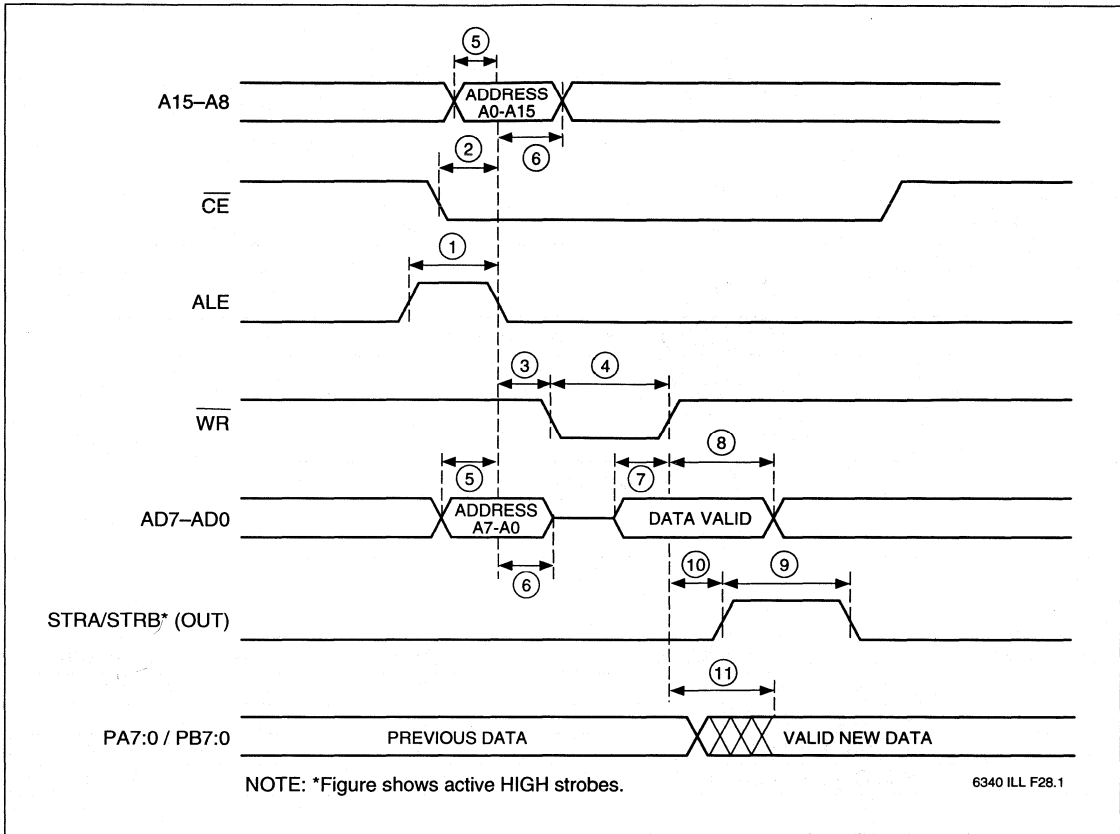 ⑤
A15–A8
ADDRESS
A0-A15
②
⑥
CE
①
ALE
③
④
WR
⑧
⑤
⑦
AD7–AD0
ADDRESS
A7-A0
DATA VALID
⑥
⑩
⑨
STRA/STRB* (OUT)
⑪
PA7:0 / PB7:0
PREVIOUS DATA
VALID NEW DATA
NOTE: *Figure shows active HIGH strobes.
6340 ILL F28.1